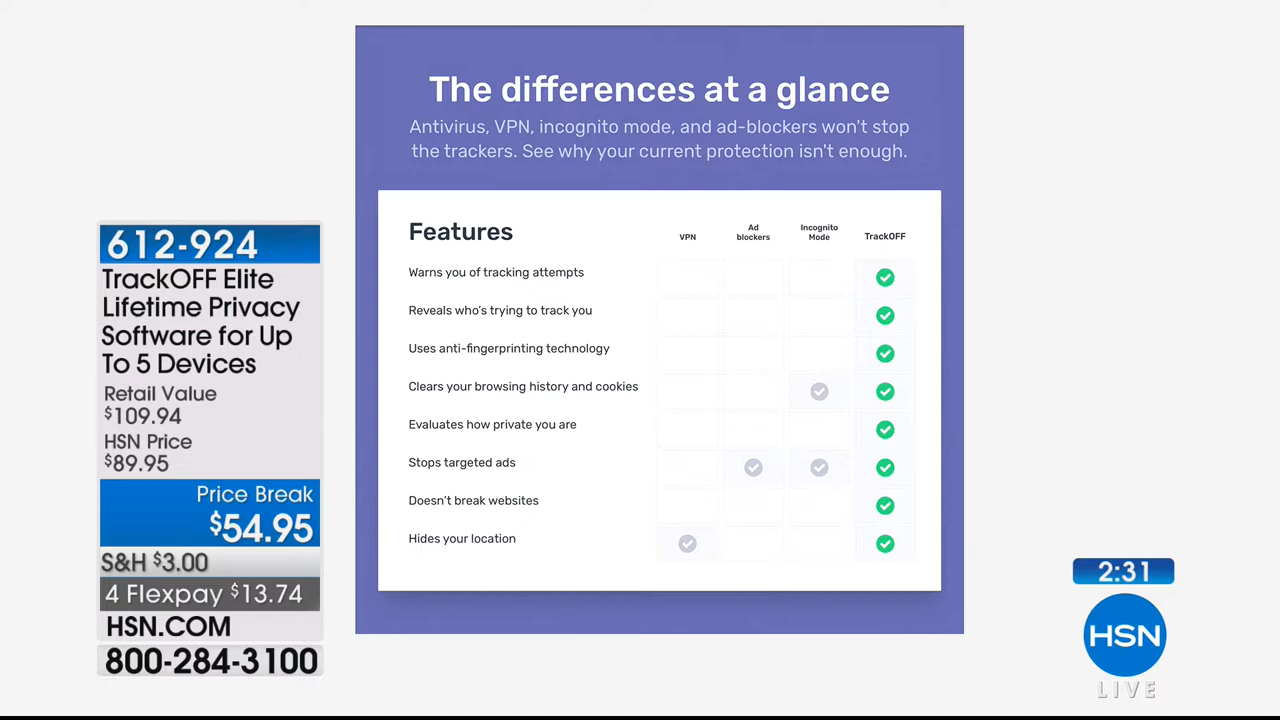 The differences at a glance
Antivirus, VPN, incognito mode, and ad-blockers won't stop
the trackers. See why your current protection isn't enough.
Features
VPN
Ad
blockers
Incognito
Mode
TrackOFF
Warns you of tracking attempts
Reveals who's trying to track you
Uses anti-fingerprinting technology
Clears your browsing history and cookies
Evaluates how private you are
Stops targeted ads
Doesn't break websites
Hides your location
612-924
TrackOFF Elite
Lifetime Privacy
Software for Up
To 5 Devices
Retail Value
$109.94
HSN Price
$89.95
Price Break
$54.95
S&H $3.00
4 Flexpay $13.74
HSN.COM
800-284-3100
2:31
HSN
LIVE